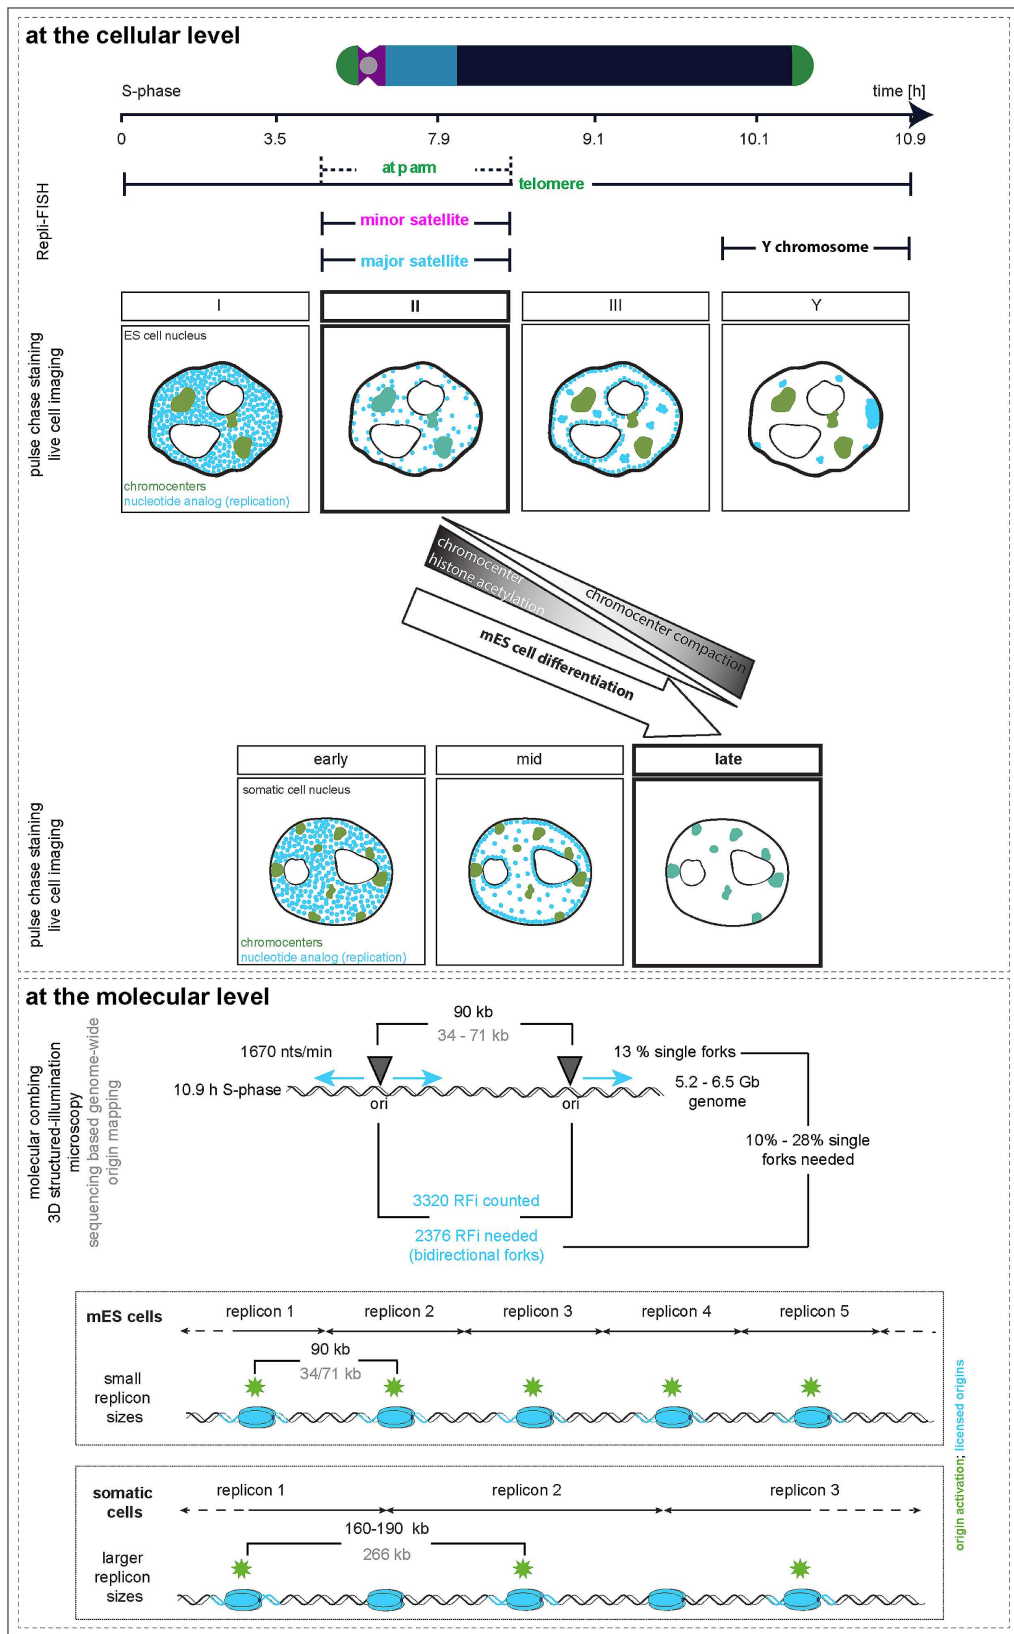 at the cellular level
S-phase
time [h]
0
3.5
7.9
9.1
10.1
10.9
Repli-FISH
at p arm
telomere
minor satellite
Y chromosome
major satellite
I
II
III
Y
pulse chase staining
live cell imaging
ES cell nucleus
chromocenters
nucleotide analog (replication)
chromocenter
histone acetylation
chromocenter compaction
mES cell differentiation
early
mid
late
pulse chase staining
live cell imaging
somatic cell nucleus
chromocenters
nucleotide analog (replication)
at the molecular level
molecular combing
3D structured-illumination
microscopy
sequencing based genome-wide
origin mapping
90 kb
34 - 71 kb
1670 nts/min
13 % single forks
10.9 h S-phase
5.2 - 6.5 Gb
genome
ori
ori
10% - 28% single
forks needed
3320 RFi counted
2376 RFi needed
(bidirectional forks)
mES cells
replicon 1
replicon 2
replicon 3
replicon 4
replicon 5
90 kb
34/71 kb
small
replicon
sizes
somatic
cells
replicon 1
replicon 2
replicon 3
160-190 kb
266 kb
larger
replicon
sizes
origin activation; licensed origins